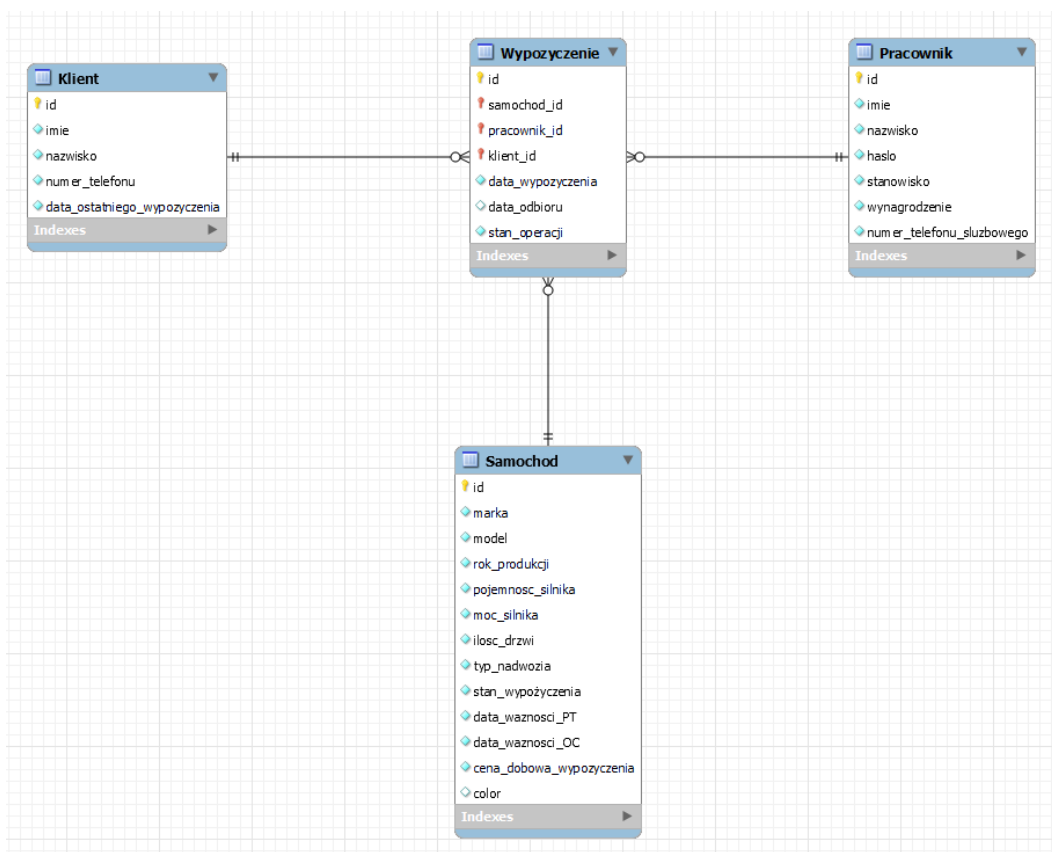 Klient
id
imie
nazwisko
numer_telefonu
data_ostatniego_wypozyczenia
Indexes
Wypozyczenie
id
samochod_id
pracownik_id
klient_id
data_wypozyczenia
data_odbioru
stan_operacji
Indexes
Pracownik
id
imie
nazwisko
haslo
stanowisko
wynagrodzenie
numer_telefonu_sluzbowego
Indexes
Samochod
id
marka
model
rok_produkcji
pojemnosc_silnika
moc_silnika
ilosc_drzwi
typ_nadwozia
stan_wypożyczenia
data_waznosci_PT
data_waznosci_OC
cena_dobowa_wypozyczenia
color
Indexes